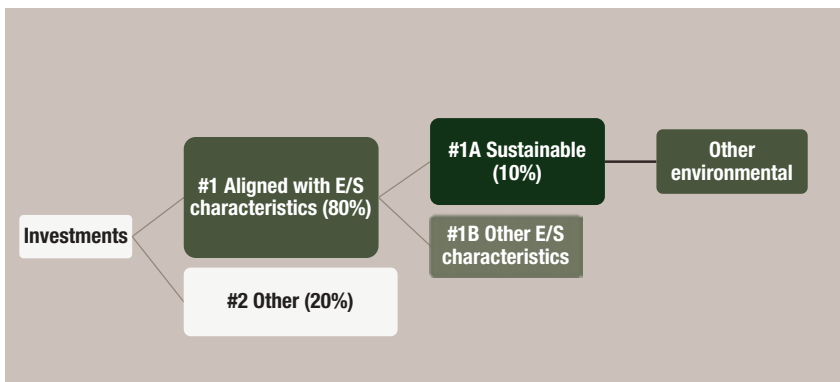 Investments
#1 Aligned with E/S
characteristics (80%)
#2 Other (20%)
#1A Sustainable
(10%)
#1B Other E/S
characteristics
Other
environmental